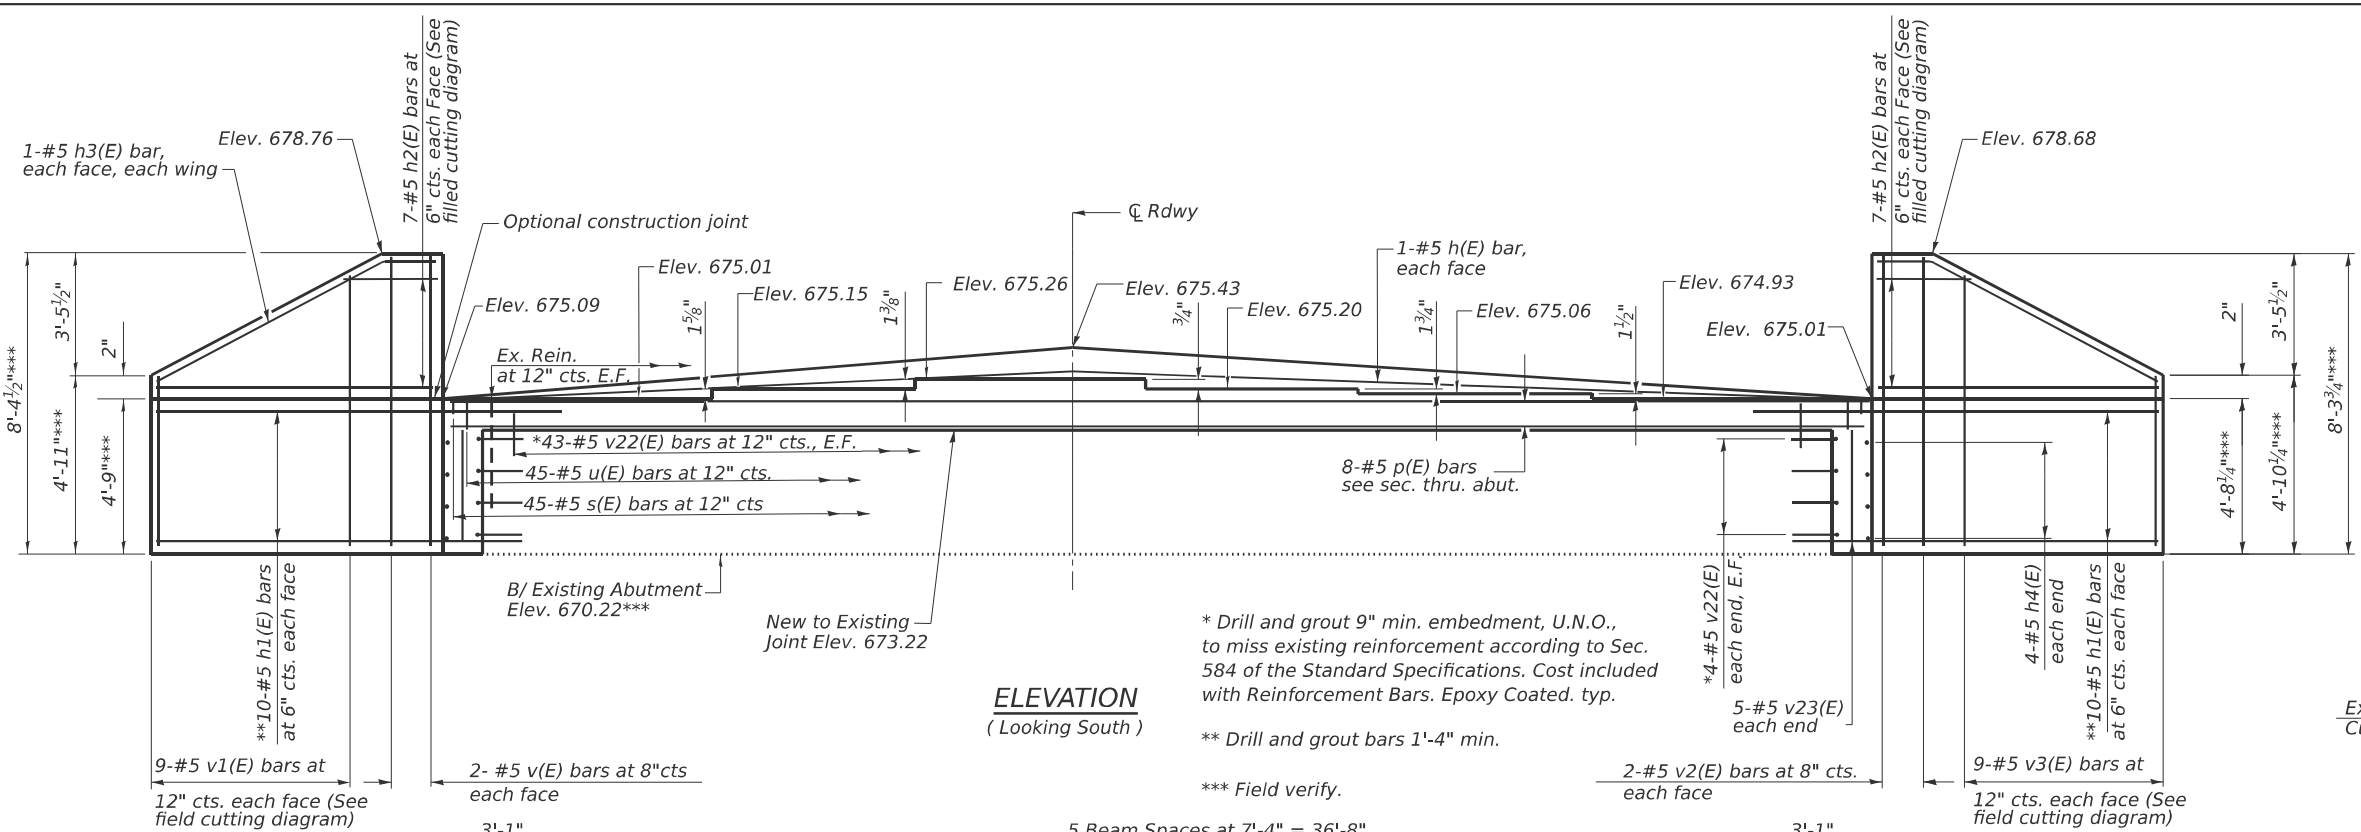 7-#5 h2(E) bars at
6" cts. each Face (See
filled cutting diagram)
7-#5 h2(E) bars at
6" cts. each Face (See
filled cutting diagram)
1-#5 h3(E) bar,
each face, each wing
Elev. 678.76
Elev. 678.68
Optional construction joint
℄ Rdwy
1-#5 h(E) bar,
each face
Elev. 675.01
Elev. 675.09
Elev. 675.15
Elev. 675.26
Elev. 675.43
Elev. 675.20
Elev. 675.06
Elev. 674.93
Elev. 675.01
1⅝"
1⅜"
¾"
1¾"
1½"
8'-4½"***
3'-5½"
2"
4'-11"***
4'-9"***
2"
3'-5½"
8'-3¾"***
4'-8¼"***
4'-10¼"***
Ex. Rein.
at 12" cts. E.F.
*43-#5 v22(E) bars at 12" cts., E.F.
45-#5 u(E) bars at 12" cts.
45-#5 s(E) bars at 12" cts
8-#5 p(E) bars
see sec. thru. abut.
B/ Existing Abutment
Elev. 670.22***
New to Existing
Joint Elev. 673.22
**10-#5 h1(E) bars
at 6" cts. each face
*4-#5 v22(E)
each end, E.F.
4-#5 h4(E)
each end
**10-#5 h1(E) bars
at 6" cts. each face
5-#5 v23(E)
each end
* Drill and grout 9" min. embedment, U.N.O.,
to miss existing reinforcement according to Sec.
584 of the Standard Specifications. Cost included
with Reinforcement Bars. Epoxy Coated. typ.
** Drill and grout bars 1'-4" min.
*** Field verify.
ELEVATION
( Looking South )
9-#5 v1(E) bars at
12" cts. each face (See
field cutting diagram)
2- #5 v(E) bars at 8"cts
each face
2-#5 v2(E) bars at 8" cts.
each face
9-#5 v3(E) bars at
12" cts. each face (See
field cutting diagram)
3'-1"
5 Beam Spaces at 7'-4" = 36'-8"
3'-1"